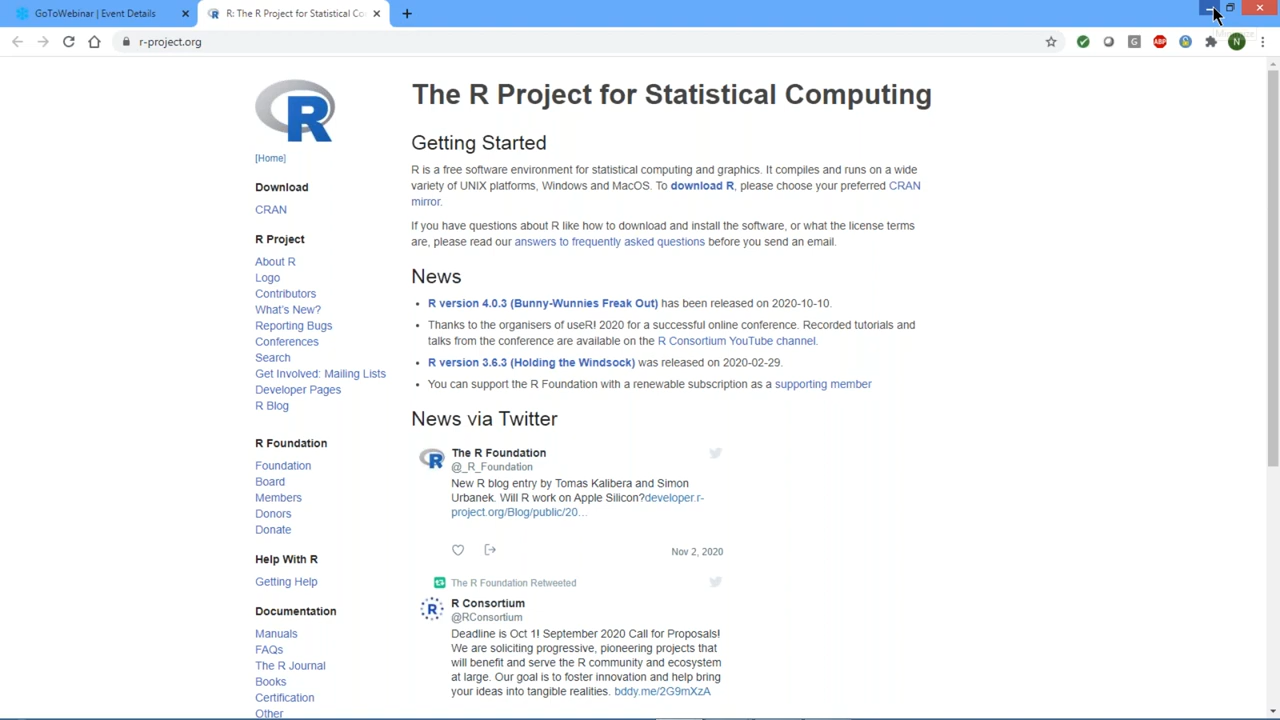 GoToWebinar | Event Details
R: The R Project for Statistical Co
r-project.org
Minimize
G
ABP
N
R
[Home]
Download
CRAN
R Project
About R
Logo
Contributors
What's New?
Reporting Bugs
Conferences
Search
Get Involved: Mailing Lists
Developer Pages
R Blog
R Foundation
Foundation
Board
Members
Donors
Donate
Help With R
Getting Help
Documentation
Manuals
FAQs
The R Journal
Books
Certification
Other
The R Project for Statistical Computing
Getting Started
R is a free software environment for statistical computing and graphics. It compiles and runs on a wide
variety of UNIX platforms, Windows and MacOS. To download R, please choose your preferred CRAN
mirror.
If you have questions about R like how to download and install the software, or what the license terms
are, please read our answers to frequently asked questions before you send an email.
News
• R version 4.0.3 (Bunny-Wunnies Freak Out) has been released on 2020-10-10.
• Thanks to the organisers of useR! 2020 for a successful online conference. Recorded tutorials and
talks from the conference are available on the R Consortium YouTube channel.
• R version 3.6.3 (Holding the Windsock) was released on 2020-02-29.
• You can support the R Foundation with a renewable subscription as a supporting member
News via Twitter
R
The R Foundation
@_R_Foundation
New R blog entry by Tomas Kalibera and Simon
Urbanek. Will R work on Apple Silicon?developer.r-
project.org/Blog/public/20...
Nov 2, 2020
The R Foundation Retweeted
R
R Consortium
@RConsortium
Deadline is Oct 1! September 2020 Call for Proposals!
We are soliciting progressive, pioneering projects that
will benefit and serve the R community and ecosystem
at large. Our goal is to foster innovation and help bring
your ideas into tangible realities. bddy.me/2G9mXzA